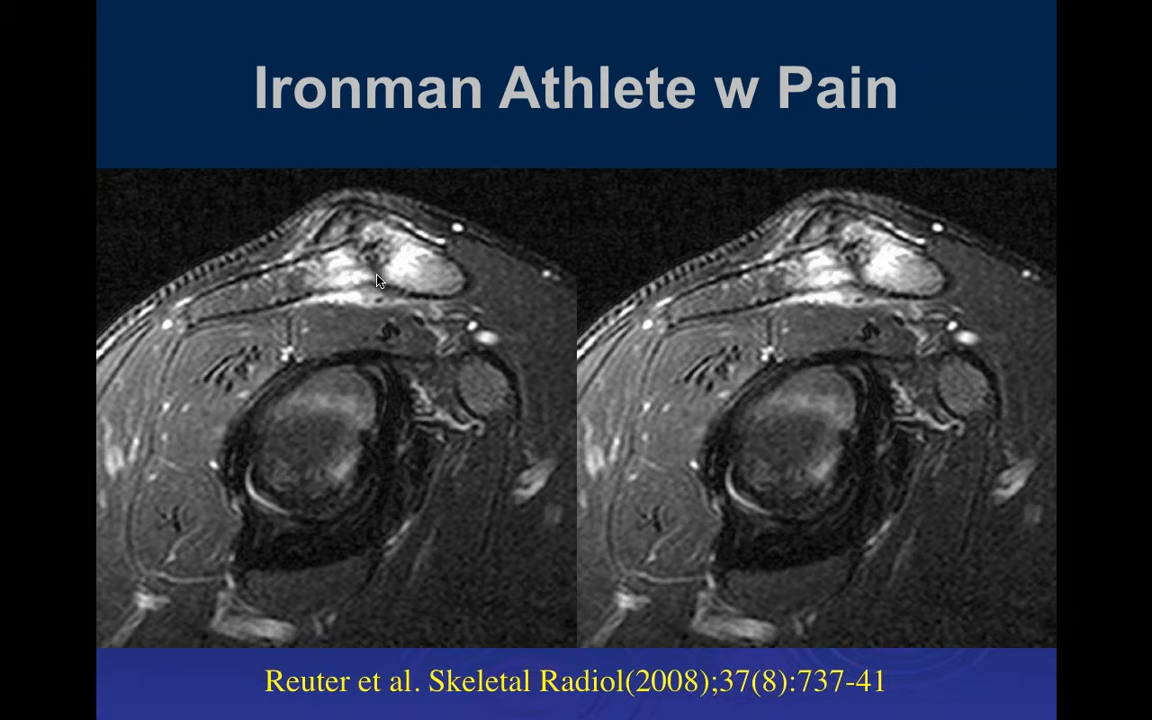 Ironman Athlete w Pain
Reuter et al. Skeletal Radiol(2008);37(8):737-41